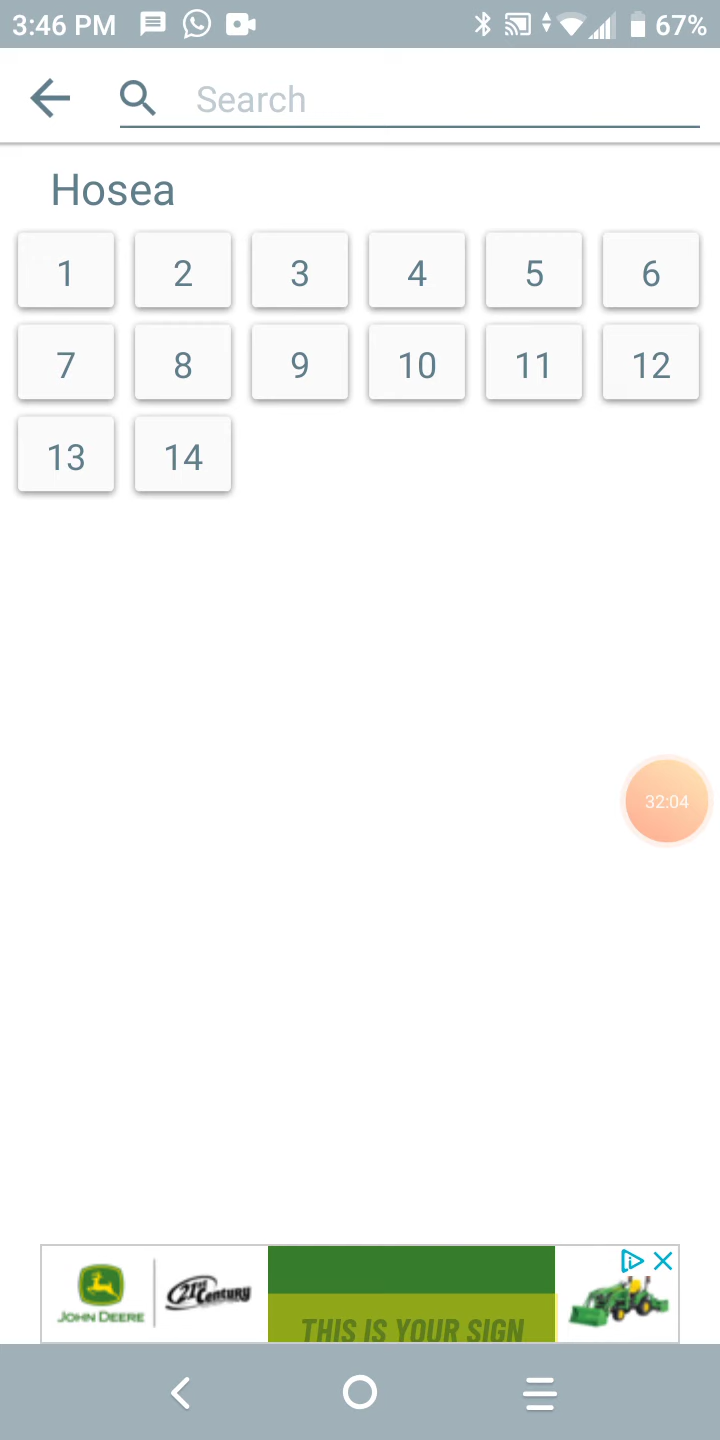 3:46 PM 67%
Search
Hosea
1 2 3 4 5 6
7 8 9 10 11 12
13 14
32:04
JOHN DEERE 21st Century THIS IS YOUR SIGN